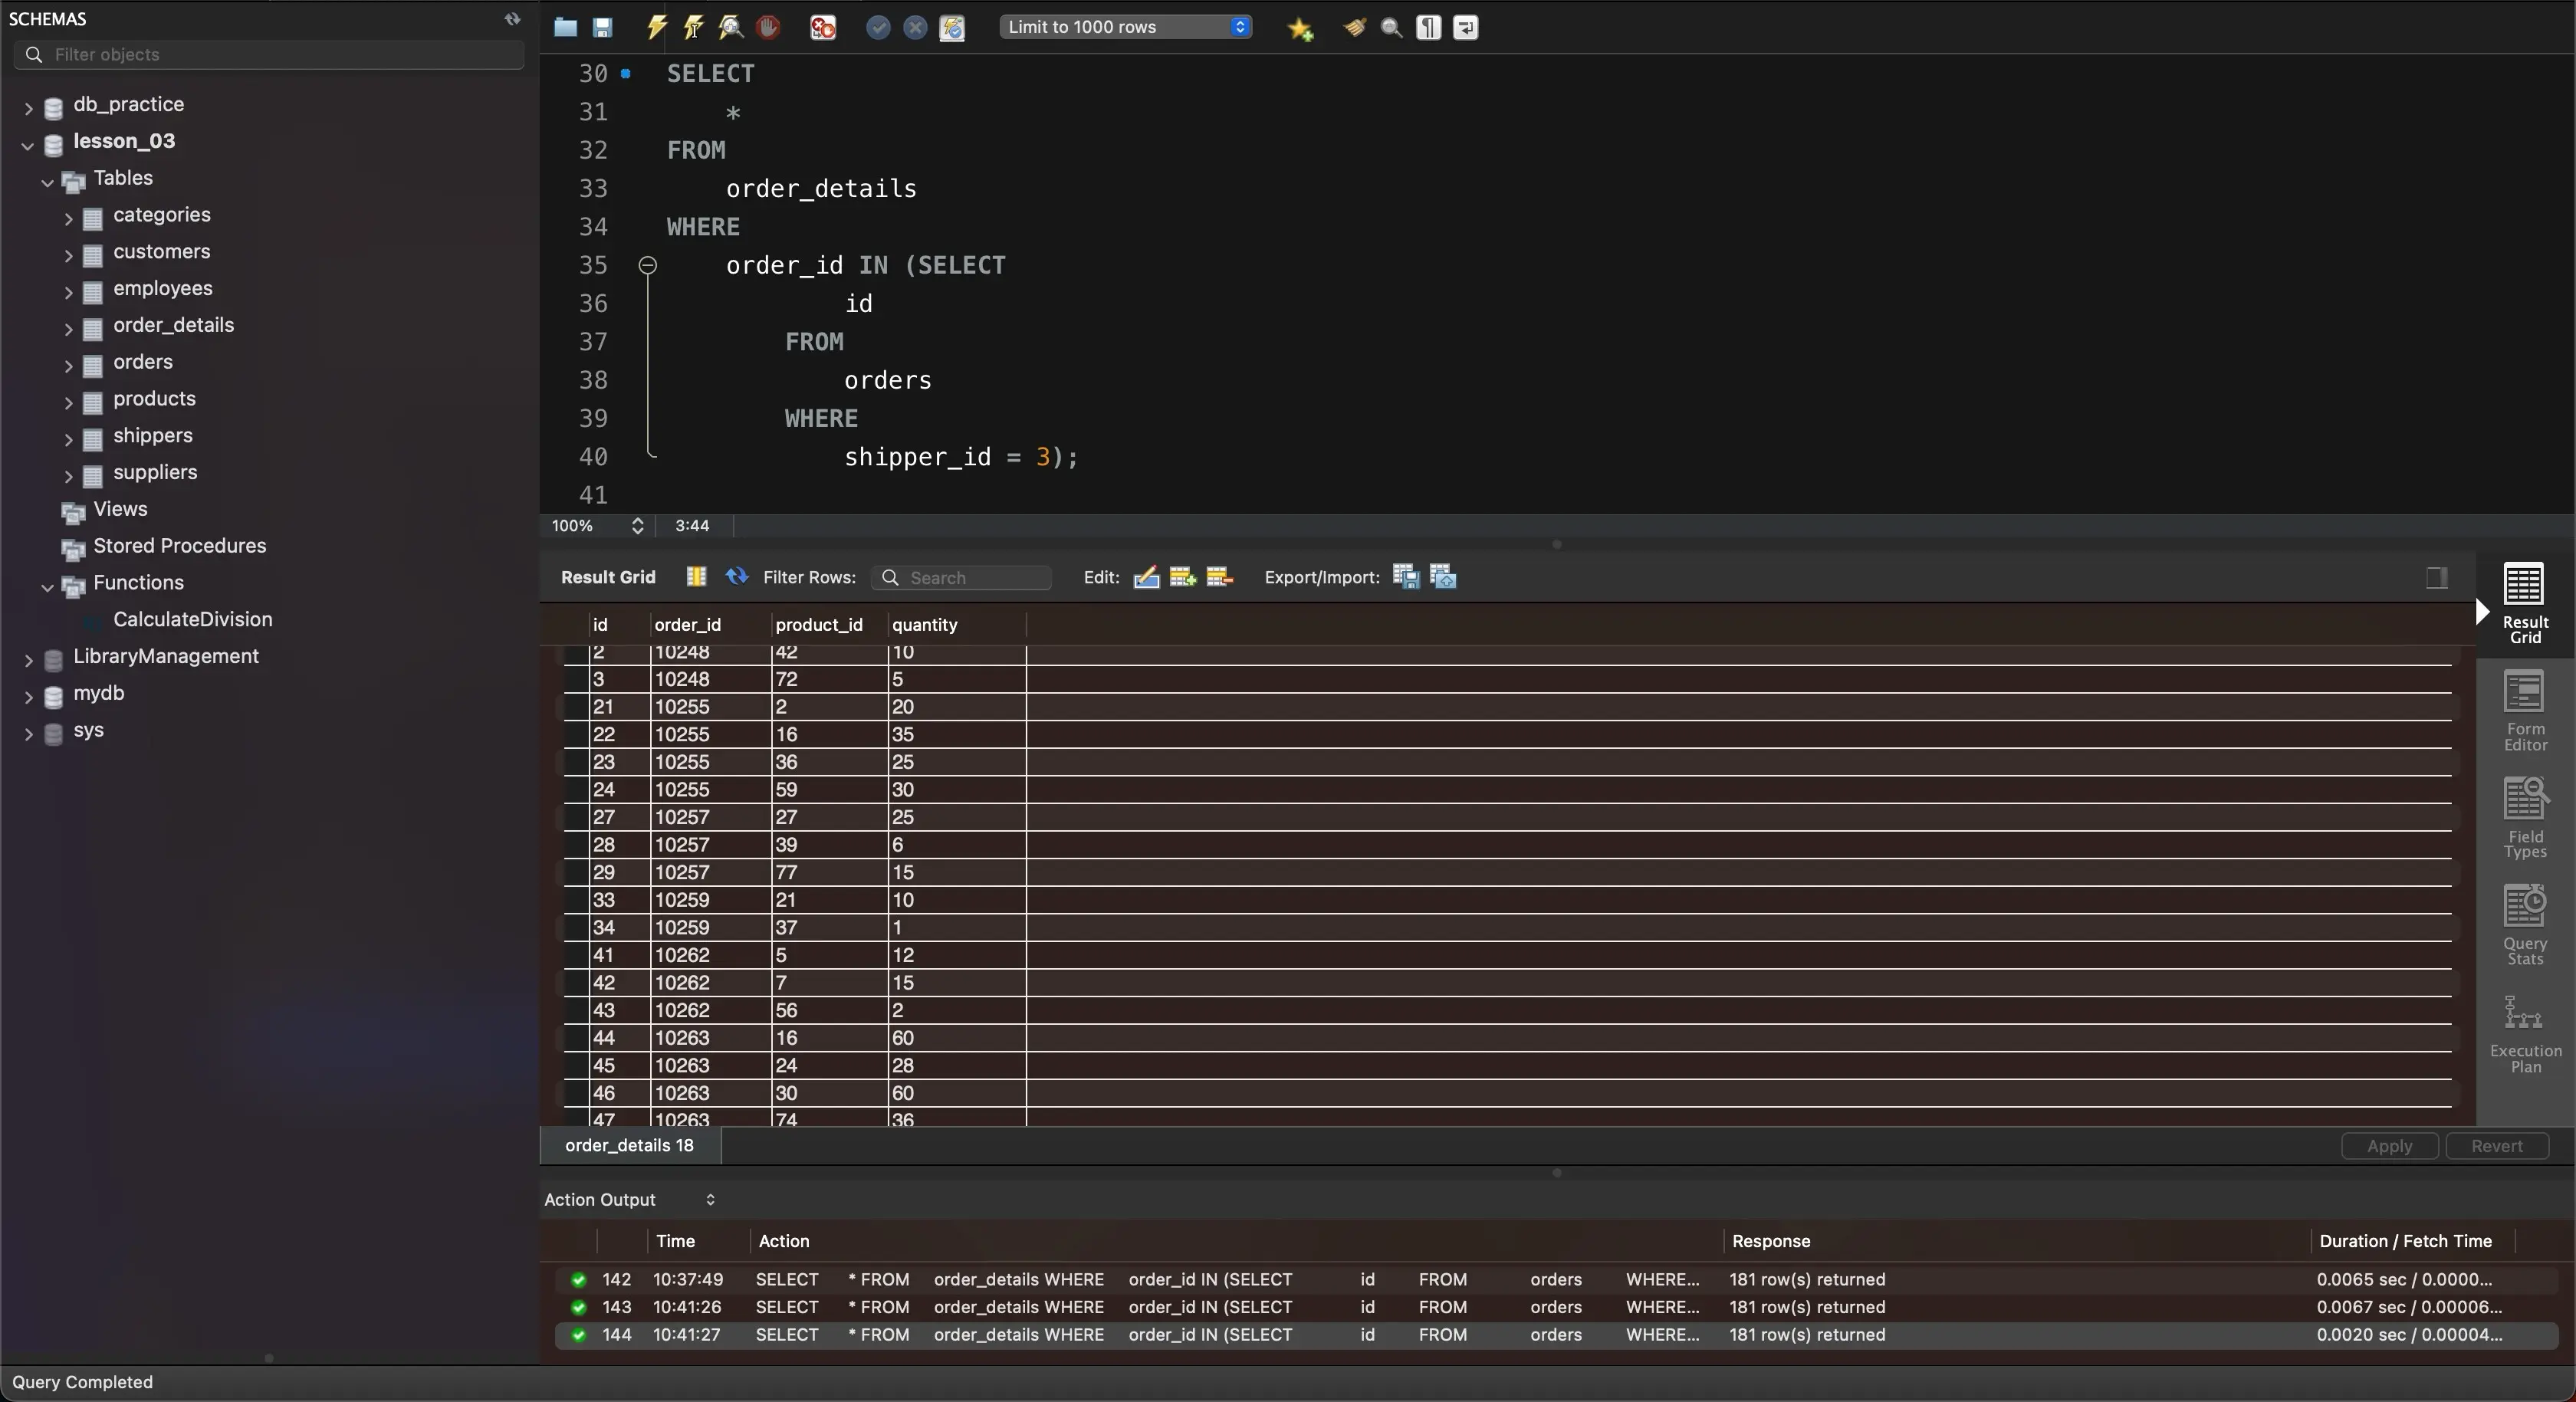 SCHEMAS
Filter objects
db_practice
lesson_03
Tables
categories
customers
employees
order_details
orders
products
shippers
suppliers
Views
Stored Procedures
Functions
CalculateDivision
LibraryManagement
mydb
sys
Limit to 1000 rows
30 SELECT
31 *
32 FROM
33 order_details
34 WHERE
35 order_id IN (SELECT
36 id
37 FROM
38 orders
39 WHERE
40 shipper_id = 3);
41
100% 3:44
Result Grid Filter Rows: Search Edit: Export/Import:
id order_id product_id quantity
2 10248 42 10
3 10248 72 5
21 10255 2 20
22 10255 16 35
23 10255 36 25
24 10255 59 30
27 10257 27 25
28 10257 39 6
29 10257 77 15
33 10259 21 10
34 10259 37 1
41 10262 5 12
42 10262 7 15
43 10262 56 2
44 10263 16 60
45 10263 24 28
46 10263 30 60
47 10263 74 36
Result
Grid
Form
Editor
Field
Types
Query
Stats
Execution
Plan
order_details 18 Apply Revert
Action Output
Time Action Response Duration / Fetch Time
142 10:37:49 SELECT * FROM order_details WHERE order_id IN (SELECT id FROM orders WHERE... 181 row(s) returned 0.0065 sec / 0.0000...
143 10:41:26 SELECT * FROM order_details WHERE order_id IN (SELECT id FROM orders WHERE... 181 row(s) returned 0.0067 sec / 0.00006...
144 10:41:27 SELECT * FROM order_details WHERE order_id IN (SELECT id FROM orders WHERE... 181 row(s) returned 0.0020 sec / 0.00004...
Query Completed